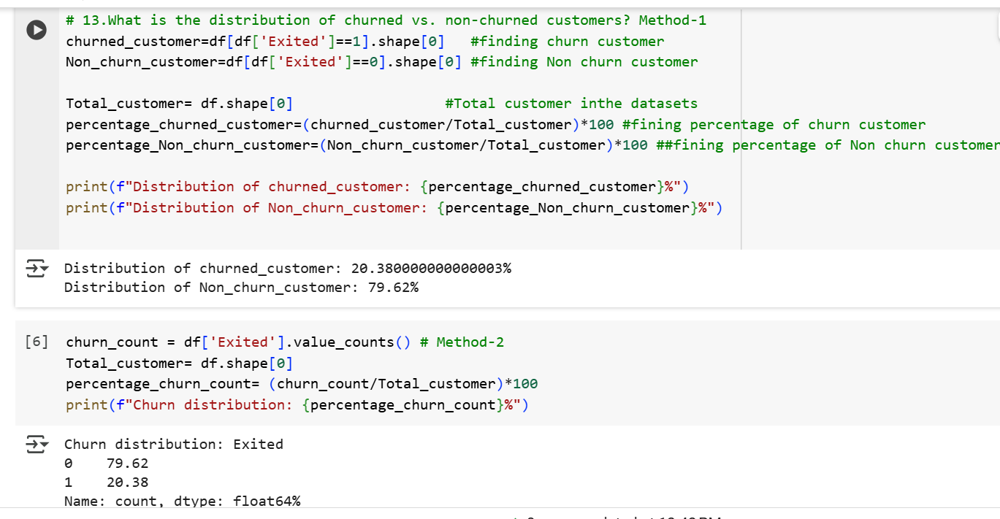 # 13.What is the distribution of churned vs. non-churned customers? Method-1
churned_customer=df[df['Exited']==1].shape[0]   #finding churn customer
Non_churn_customer=df[df['Exited']==0].shape[0] #finding Non churn customer
Total_customer= df.shape[0]                  #Total customer inthe datasets
percentage_churned_customer=(churned_customer/Total_customer)*100 #fining percentage of churn customer
percentage_Non_churn_customer=(Non_churn_customer/Total_customer)*100 ##fining percentage of Non churn customer
print(f"Distribution of churned_customer: {percentage_churned_customer}%")
print(f"Distribution of Non_churn_customer: {percentage_Non_churn_customer}%")
Distribution of churned_customer: 20.380000000000003%
Distribution of Non_churn_customer: 79.62%
[6] churn_count = df['Exited'].value_counts() # Method-2
Total_customer= df.shape[0]
percentage_churn_count= (churn_count/Total_customer)*100
print(f"Churn distribution: {percentage_churn_count}%")
Churn distribution: Exited
0    79.62
1    20.38
Name: count, dtype: float64%